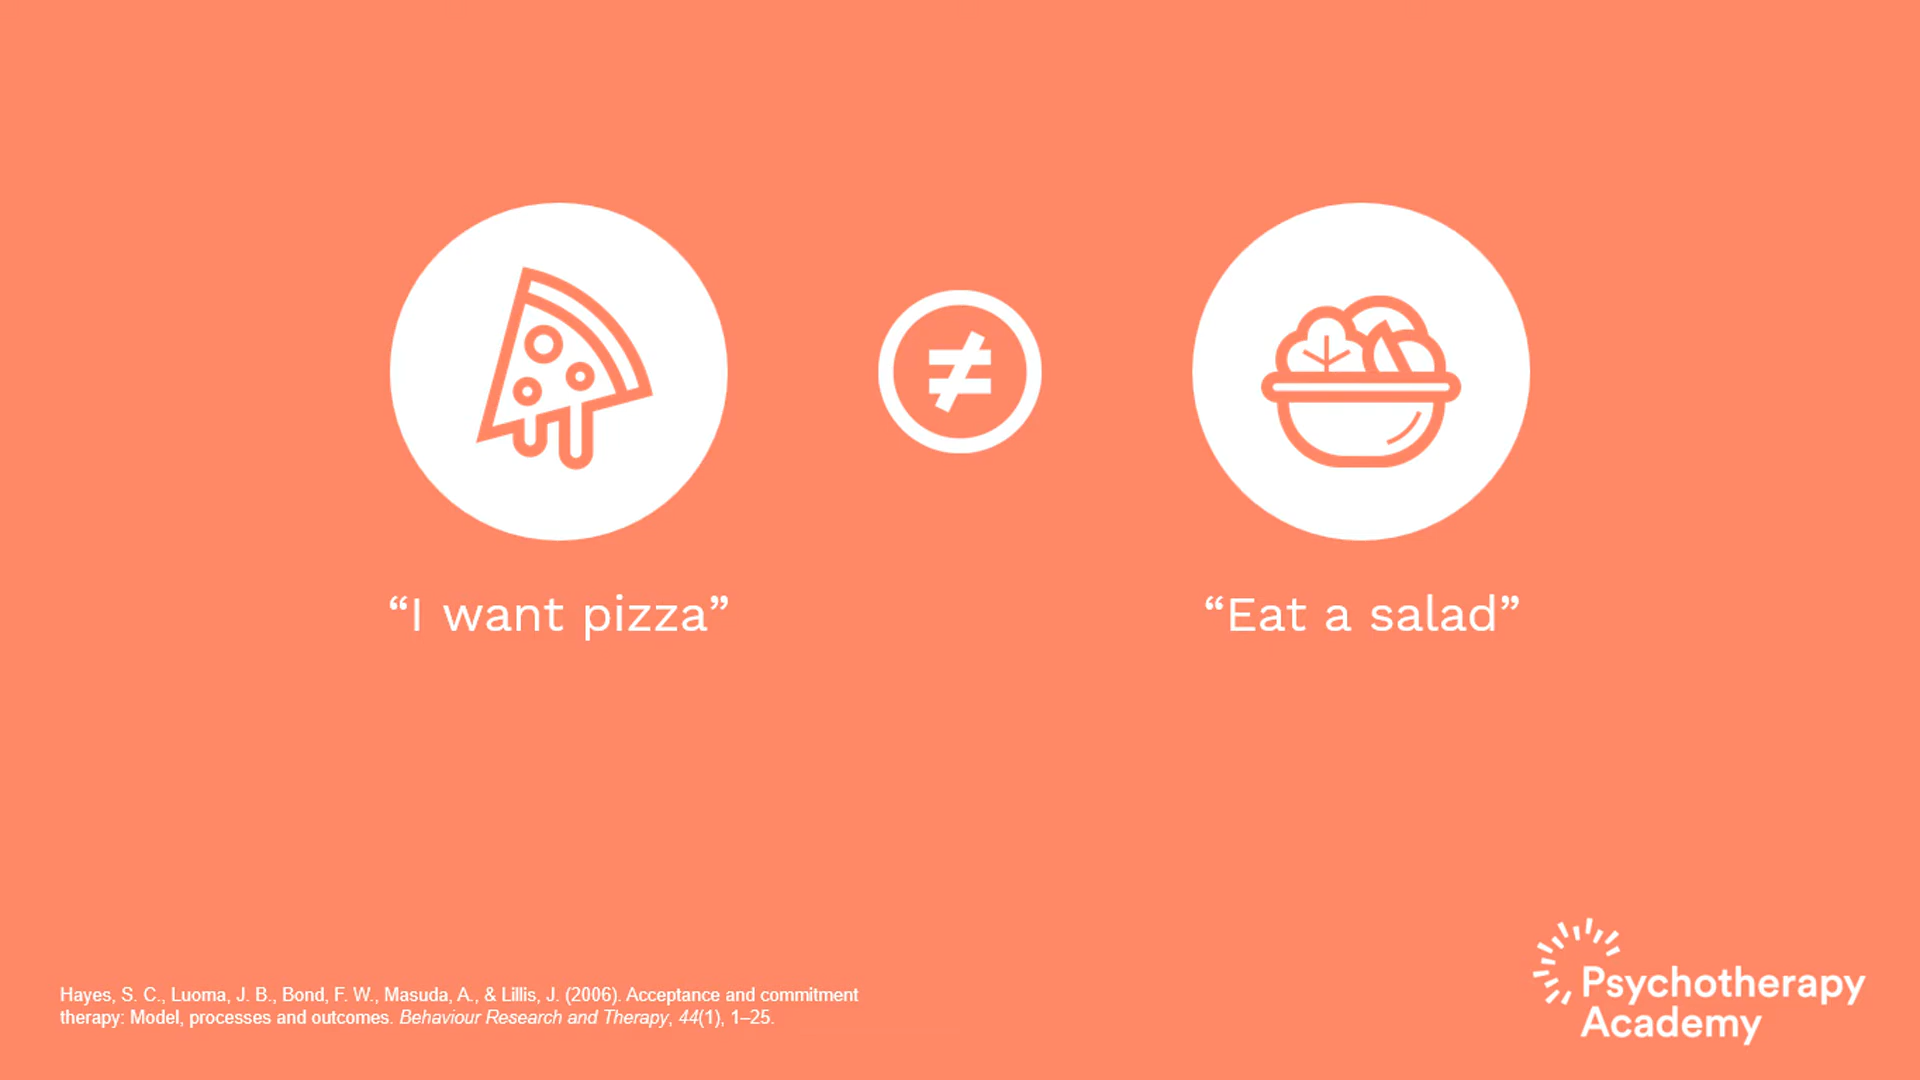 ≠
“I want pizza”
“Eat a salad”
Hayes, S. C., Luoma, J. B., Bond, F. W., Masuda, A., & Lillis, J. (2006). Acceptance and commitment
therapy: Model, processes and outcomes. Behaviour Research and Therapy, 44(1), 1–25.
Psychotherapy
Academy